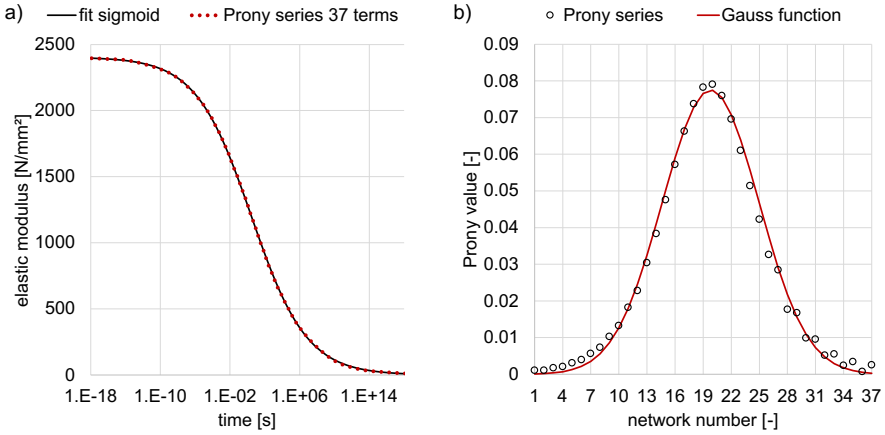 a)
fit sigmoid
Prony series 37 terms
2500
2000
1500
1000
500
0
elastic modulus [N/mm²]
1.E-18
1.E-10
1.E-02
1.E+06
1.E+14
time [s]
b)
Prony series
Gauss function
0.09
0.08
0.07
0.06
0.05
0.04
0.03
0.02
0.01
0
Prony value [-]
1
4
7
10
13
16
19
22
25
28
31
34
37
network number [-]